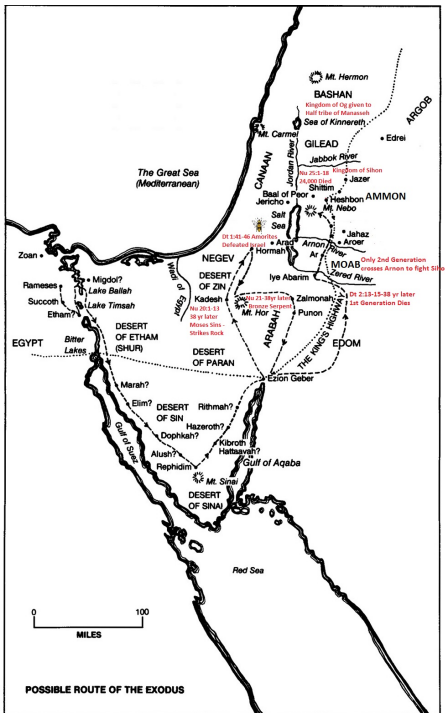 Mt. Hermon
BASHAN
Kingdom of Og given to
Half tribe of Manasseh
Sea of Kinnereth
ARGOB
Mt. Carmel
Edrei
GILEAD
Jabbok River
CANAAN
Jordan River
The Great Sea
(Mediterranean)
Nu 25:1-18
24,000 Died
Kingdom of Sihon
Jazer
Shittim
Baal of Peor
Heshbon
AMMON
Jericho
Mt. Nebo
Salt
Sea
Dt 1:41-46 Amorites
Defeated Israel
Jahaz
Aroer
Arad
Arnon River
Hormah
Ar
MOAB
Only 2nd Generation
crosses Arnon to fight Siho
Zoan
NEGEV
Wadi of
Egypt
Iye Abarim
Zered River
Migdol?
Lake Ballah
DESERT
OF ZIN
Rameses
Kadesh
Nu 21-38yr later
Bronze Serpent
Zalmonah
Dt 2:13-15-38 yr later
1st Generation Dies
Succoth
Lake Timsah
Mt. Hor
Punon
Etham?
Nu 20:1-13
38 yr later
Moses Sins -
Strikes Rock
ARABAH
THE KING'S HIGHWAY
EDOM
EGYPT
Bitter
Lakes
DESERT
OF ETHAM
(SHUR)
DESERT
OF PARAN
Ezion Geber
Marah?
Elim?
DESERT
OF SIN
Rithmah?
Hazeroth?
Dophkah?
Kibroth
Hattaavah?
Alush?
Rephidim
Gulf of Suez
Gulf of Aqaba
Mt. Sinai
DESERT
OF SINAI
Red Sea
0 100
MILES
POSSIBLE ROUTE OF THE EXODUS